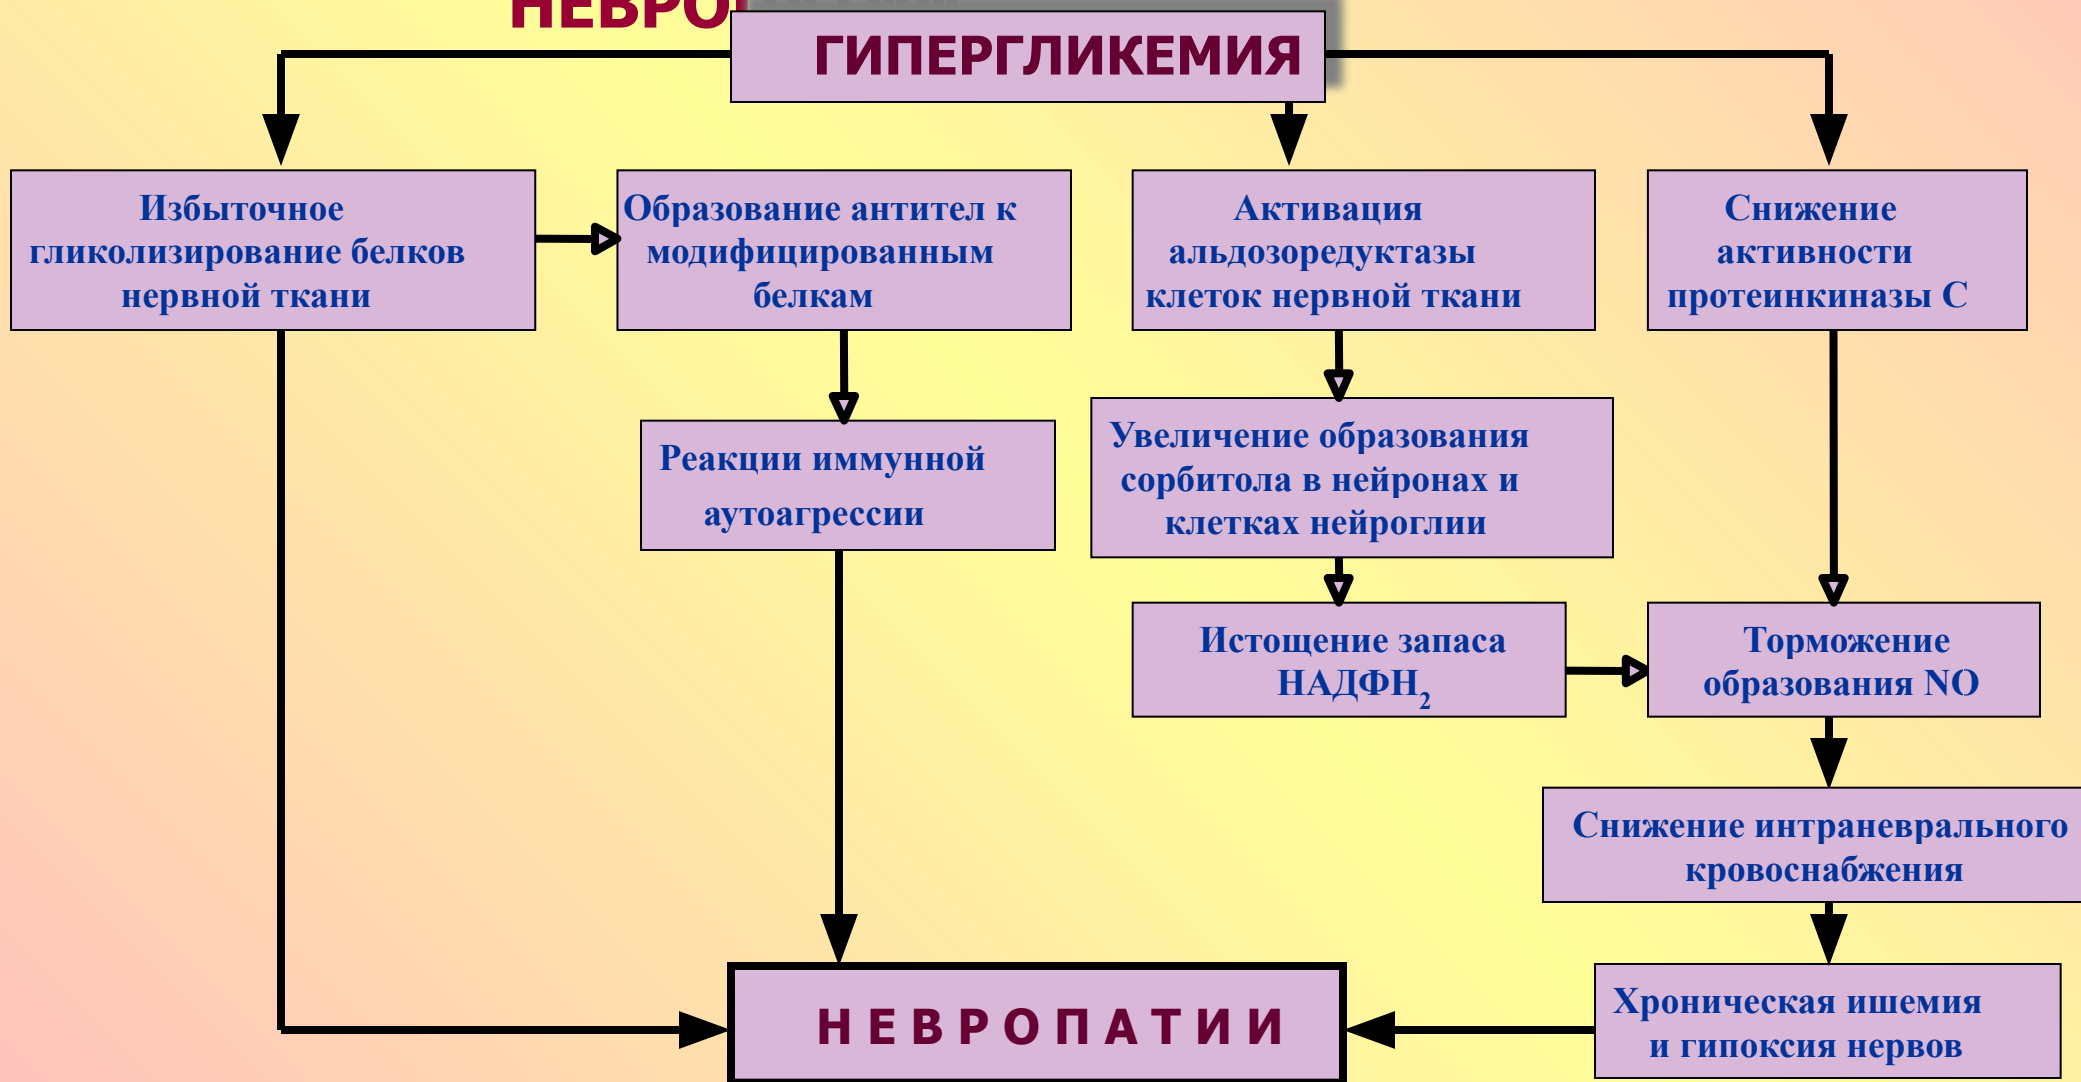 ГИПЕРГЛИКЕМИЯ
Избыточное
гликолизирование белков
нервной ткани
Образование антител к
модифицированным
белкам
Активация
альдозоредуктазы
клеток нервной ткани
Снижение
активности
протеинкиназы С
Реакции иммунной
аутоагрессии
Увеличение образования
сорбитола в нейронах и
клетках нейроглии
Истощение запаса
НАДФН₂
Торможение
образования NO
Снижение интраневрального
кровоснабжения
Хроническая ишемия
и гипоксия нервов
Н Е В Р О П А Т И И